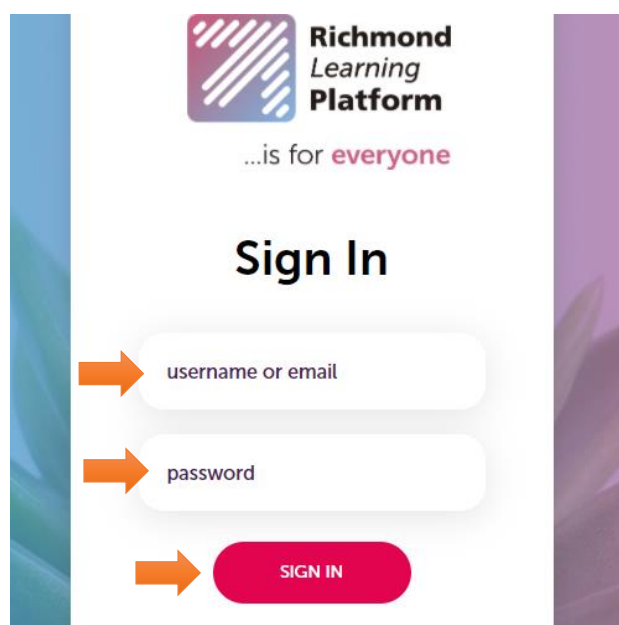 Richmond
Learning
Platform
...is for everyone
Sign In
username or email
password
SIGN IN